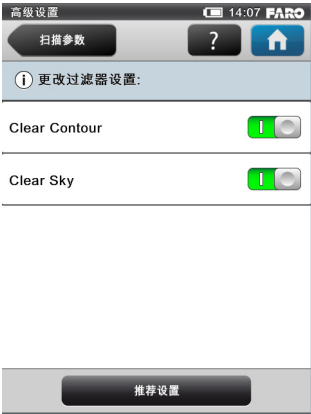 高级设置 14:07 FARO
扫描参数 ?
i 更改过滤器设置:
Clear Contour
Clear Sky
推荐设置